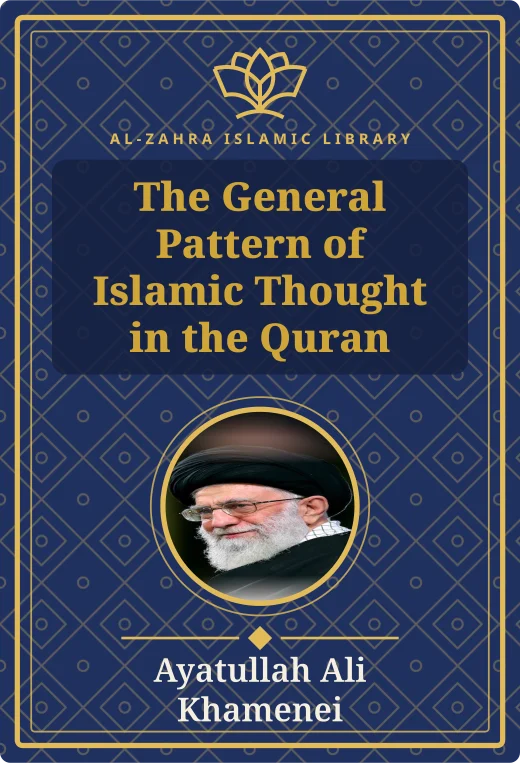 AL-ZAHRA ISLAMIC LIBRARY
The General
Pattern of
Islamic Thought
in the Quran
Ayatullah Ali
Khamenei